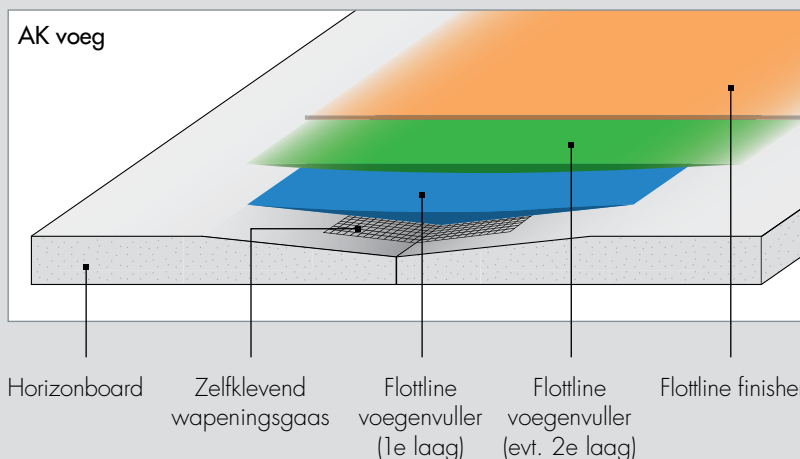 AK voeg
Horizonboard
Zelfklevend
wapeningsgaas
Flottline
voegenvuller
(1e laag)
Flottline
voegenvuller
(evt. 2e laag)
Flottline finisher